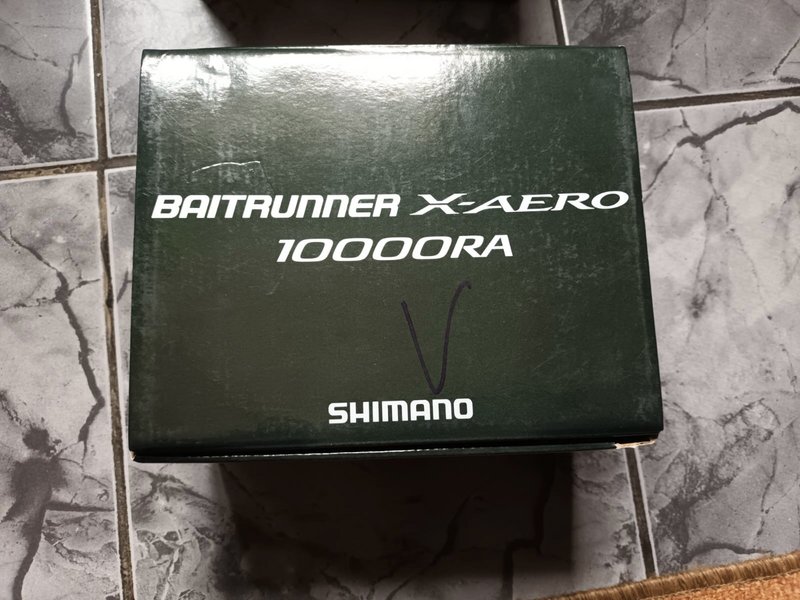 BAITRUNNER X-AERO
10000RA
V
SHIMANO